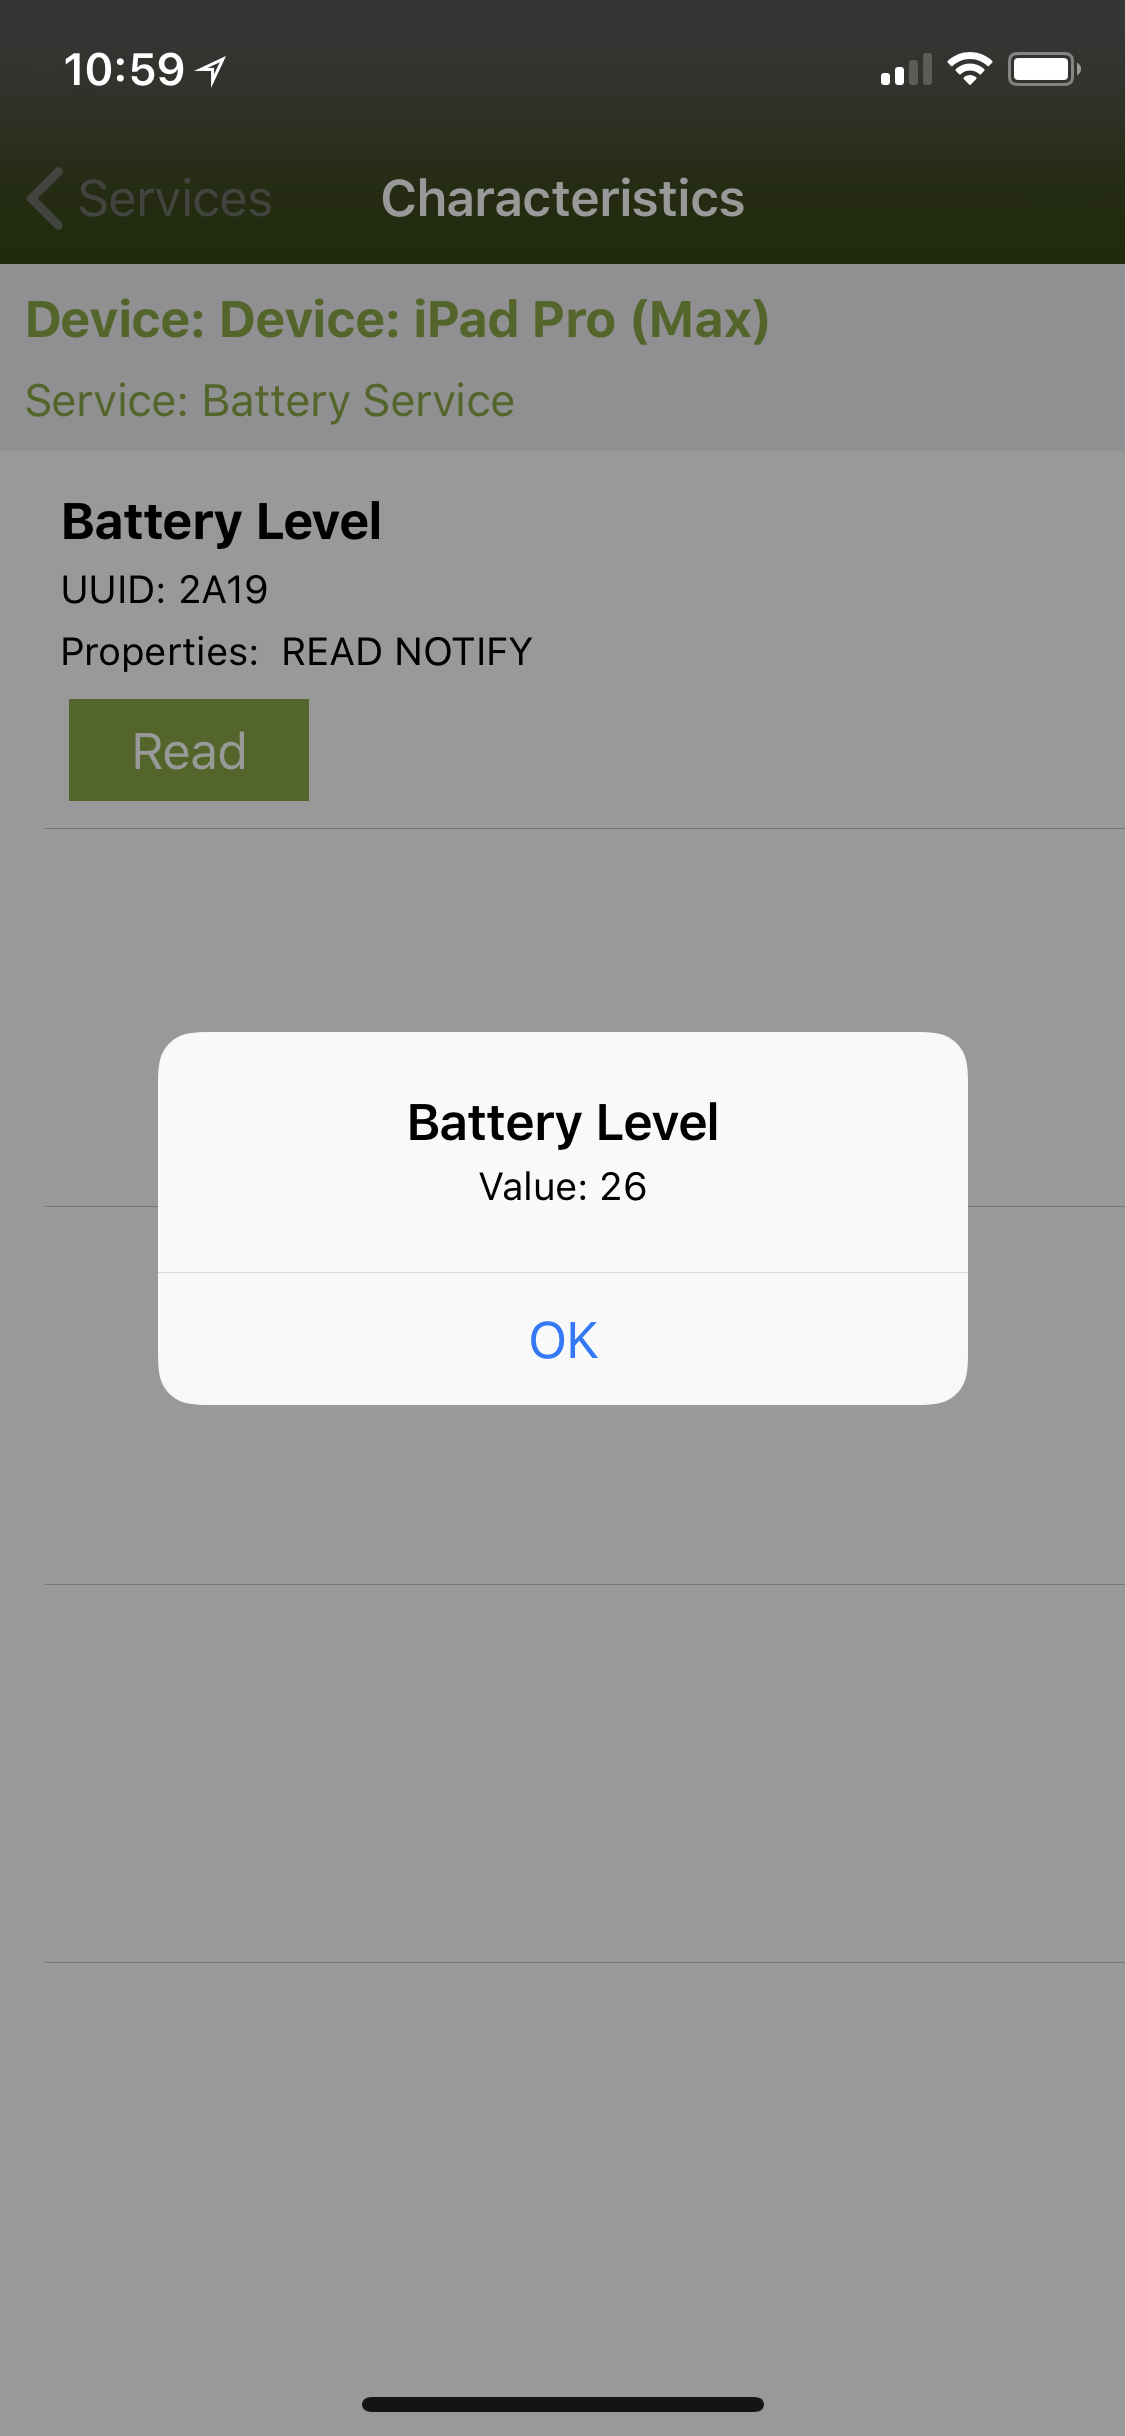 10:59
Services
Characteristics
Device: Device: iPad Pro (Max)
Service: Battery Service
Battery Level
UUID: 2A19
Properties:  READ NOTIFY
Read
Battery Level
Value: 26
OK